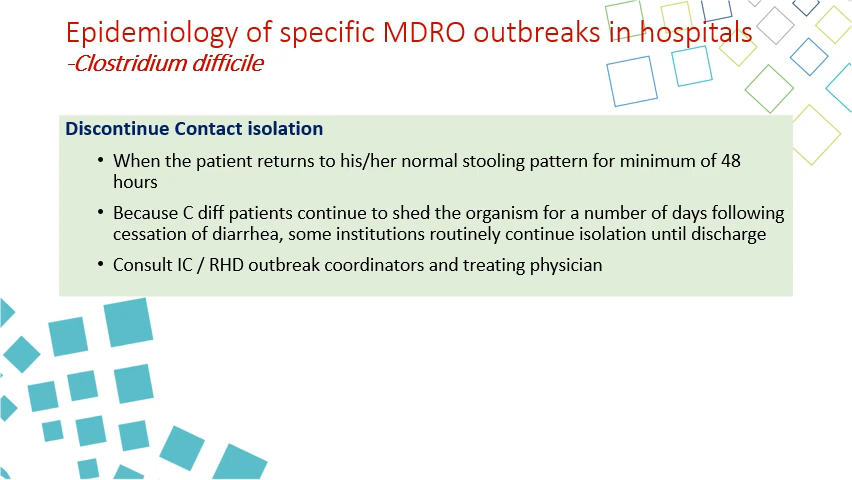 Epidemiology of specific MDRO outbreaks in hospitals
-Clostridium difficile
Discontinue Contact isolation
• When the patient returns to his/her normal stooling pattern for minimum of 48
hours
• Because C diff patients continue to shed the organism for a number of days following
cessation of diarrhea, some institutions routinely continue isolation until discharge
• Consult IC / RHD outbreak coordinators and treating physician